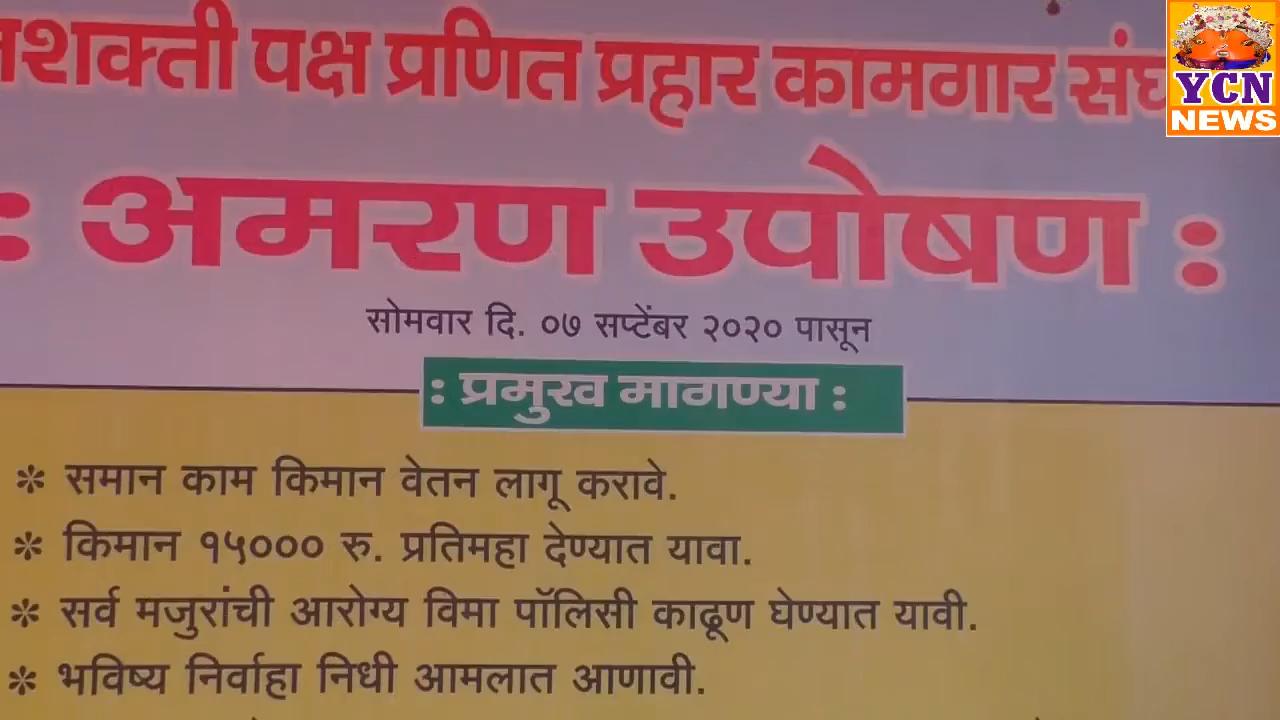 पक्ष प्रणित प्रहार कामगार संघ
: अमरण उपोषण :
सोमवार दि. ०७ सप्टेंबर २०२० पासून
: प्रमुख मागण्या :
* समान काम किमान वेतन लागू करावे.
* किमान १५००० रु. प्रतिमहा देण्यात यावा.
* सर्व मजुरांची आरोग्य विमा पॉलिसी काढूण घेण्यात यावी.
* भविष्य निर्वाहा निधी आमलात आणावी.
YCN
NEWS